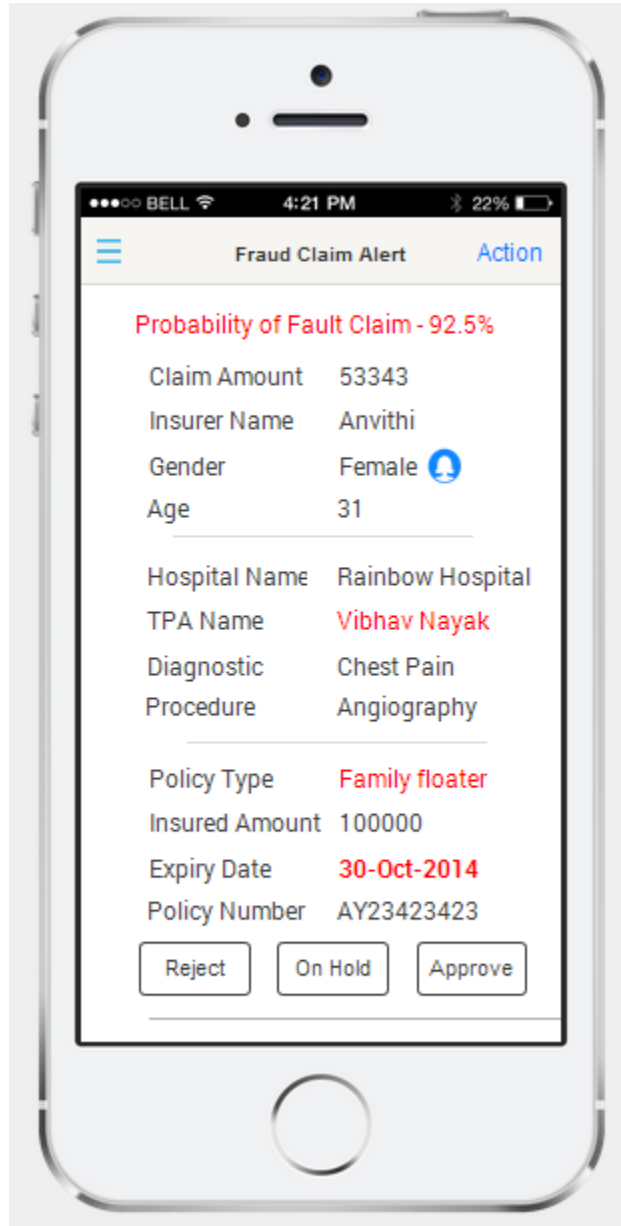 BELL 4:21 PM 22%
Fraud Claim Alert Action
Probability of Fault Claim - 92.5%
Claim Amount 53343
Insurer Name Anvithi
Gender Female
Age 31
Hospital Name Rainbow Hospital
TPA Name Vibhav Nayak
Diagnostic Chest Pain
Procedure Angiography
Policy Type Family floater
Insured Amount 100000
Expiry Date 30-Oct-2014
Policy Number AY23423423
Reject On Hold Approve